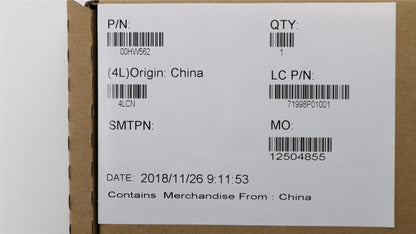 P/N: QTY:
00HW562 1
(4L)Origin: China LC P/N:
4LCN 71998P01001
SMTPN: MO:
12504855
DATE: 2018/11/26 9:11:53
Contains Merchandise From : China